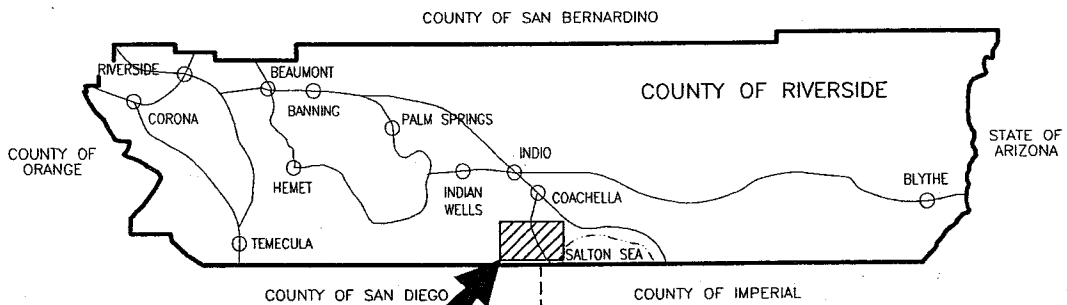 COUNTY OF SAN BERNARDINO
RIVERSIDE
BEAUMONT
COUNTY OF RIVERSIDE
CORONA
BANNING
PALM SPRINGS
COUNTY OF
ORANGE
STATE OF
ARIZONA
INDIO
HEMET
INDIAN
WELLS
COACHELLA
BLYTHE
TEMECULA
SALTON SEA
COUNTY OF SAN DIEGO
COUNTY OF IMPERIAL